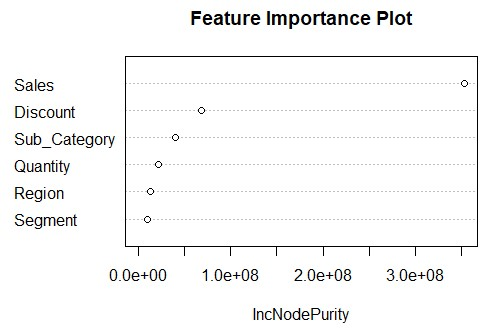 Feature Importance Plot
Sales
Discount
Sub_Category
Quantity
Region
Segment
0.0e+00 1.0e+08 2.0e+08 3.0e+08
IncNodePurity